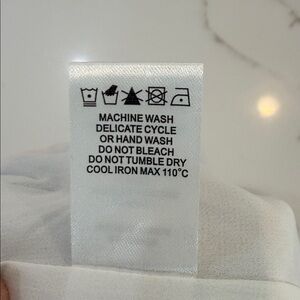 MACHINE WASH
DELICATE CYCLE
OR HAND WASH
DO NOT BLEACH
DO NOT TUMBLE DRY
COOL IRON MAX 110°C